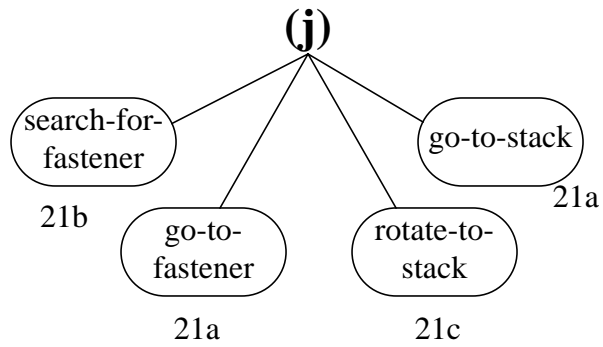 (j)
search-for-
fastener
21b
go-to-
fastener
21a
rotate-to-
stack
21c
go-to-stack
21a